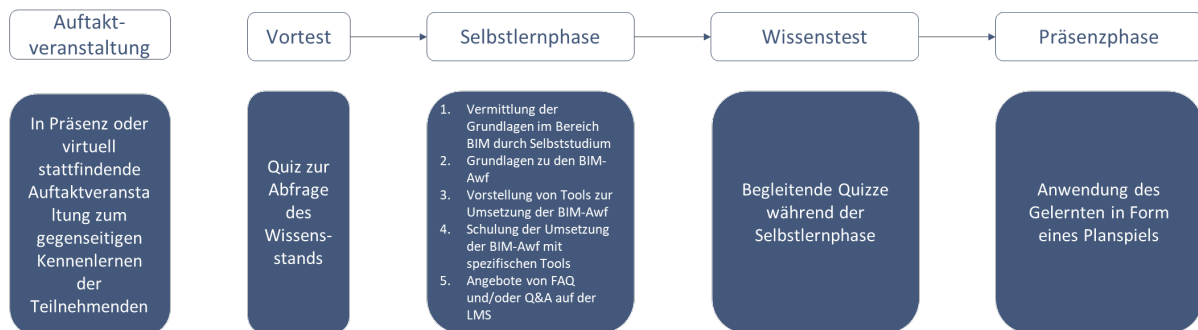 Auftakt-
veranstaltung
Vortest
Selbstlernphase
Wissenstest
Präsenzphase
In Präsenz oder
virtuell
stattfindende
Auftaktveransta
ltung zum
gegenseitigen
Kennenlernen
der
Teilnehmenden
Quiz zur
Abfrage
des
Wissens-
stands
1. Vermittlung der
Grundlagen im Bereich
BIM durch Selbststudium
2. Grundlagen zu den BIM-
Awf
3. Vorstellung von Tools zur
Umsetzung der BIM-Awf
4. Schulung der Umsetzung
der BIM-Awf mit
spezifischen Tools
5. Angebote von FAQ
und/oder Q&A auf der
LMS
Begleitende Quizze
während der
Selbstlernphase
Anwendung des
Gelernten in Form
eines Planspiels